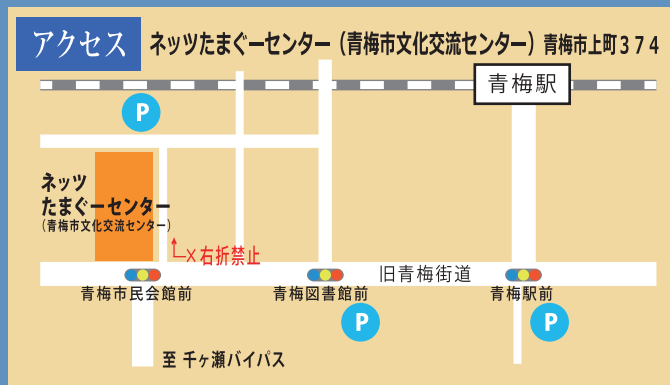 アクセス
ネッツたまぐーセンター（青梅市文化交流センター）青梅市上町３７４
青梅駅
P
ネッツ
たまぐーセンター
（青梅市文化交流センター）
×右折禁止
旧青梅街道
青梅市民会館前
青梅図書館前
青梅駅前
P
P
至 千ヶ瀬バイパス